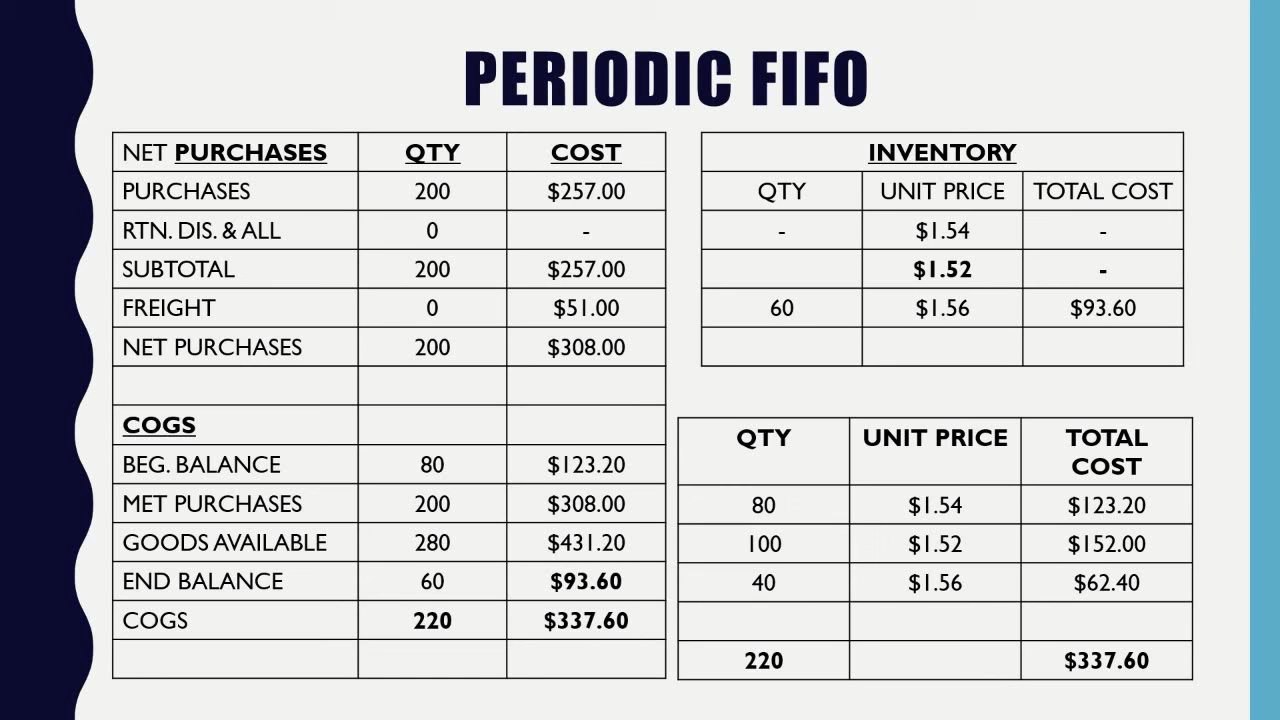 PERIODIC FIFO
NET PURCHASES QTY COST
PURCHASES 200 $257.00
RTN. DIS. & ALL 0 -
SUBTOTAL 200 $257.00
FREIGHT 0 $51.00
NET PURCHASES 200 $308.00
COGS
BEG. BALANCE 80 $123.20
MET PURCHASES 200 $308.00
GOODS AVAILABLE 280 $431.20
END BALANCE 60 $93.60
COGS 220 $337.60
INVENTORY
QTY UNIT PRICE TOTAL COST
- $1.54 -
$1.52 -
60 $1.56 $93.60
QTY UNIT PRICE TOTAL
COST
80 $1.54 $123.20
100 $1.52 $152.00
40 $1.56 $62.40
220 $337.60